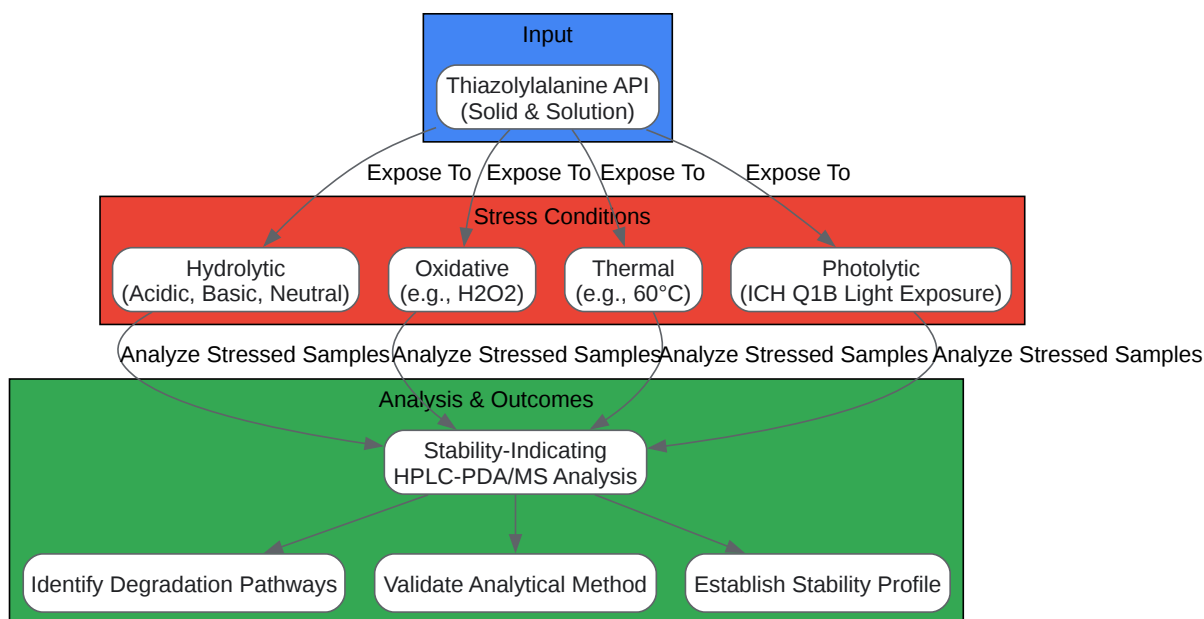 Input
Thiazolylalanine API
(Solid & Solution)
Expose To
Expose To
Expose To
Expose To
Stress Conditions
Hydrolytic
(Acidic, Basic, Neutral)
Oxidative
(e.g., H2O2)
Thermal
(e.g., 60°C)
Photolytic
(ICH Q1B Light Exposure)
Analyze Stressed Samples
Analyze Stressed Samples
Analyze Stressed Samples
Analyze Stressed Samples
Analysis & Outcomes
Stability-Indicating
HPLC-PDA/MS Analysis
Identify Degradation Pathways
Validate Analytical Method
Establish Stability Profile